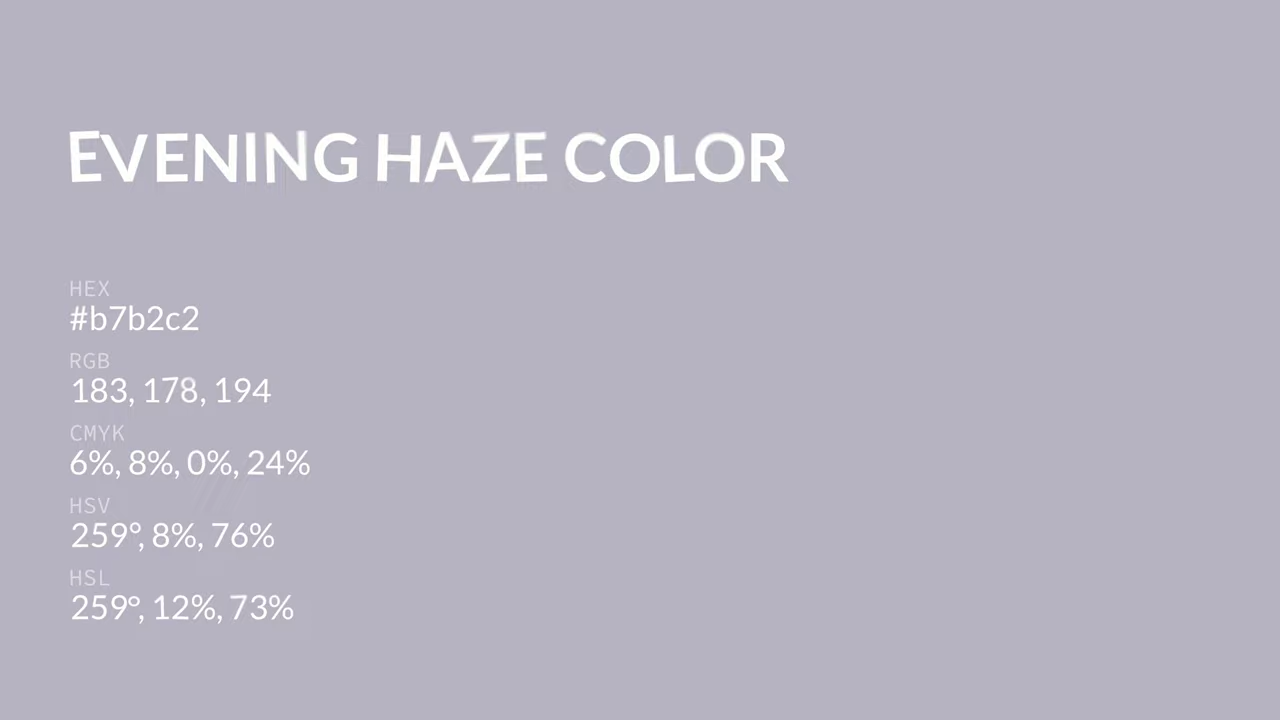 EVENING HAZE COLOR
HEX
#b7b2c2
RGB
183, 178, 194
CMYK
6%, 8%, 0%, 24%
HSV
259°, 8%, 76%
HSL
259°, 12%, 73%